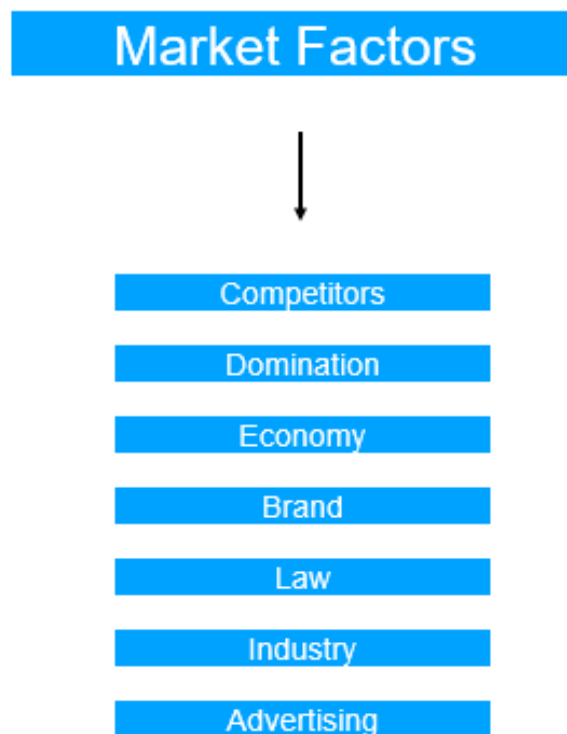 Market Factors
Competitors
Domination
Economy
Brand
Law
Industry
Advertising